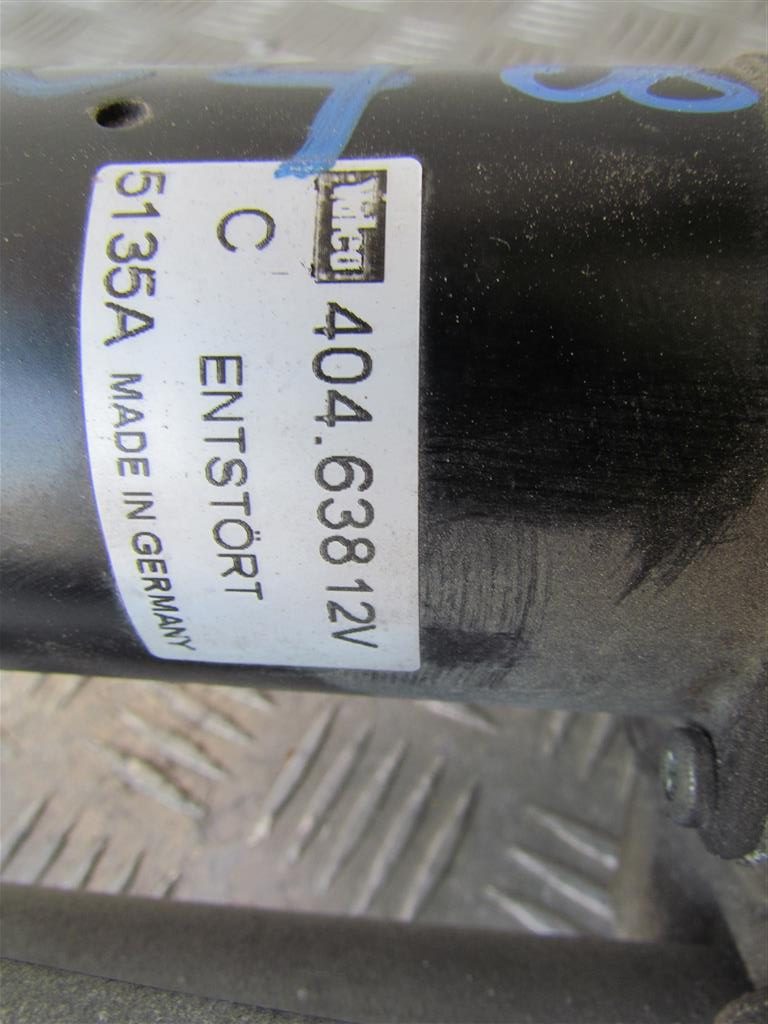 Valeo 404.638 12V
C ENTSTÖRT
5135A MADE IN GERMANY